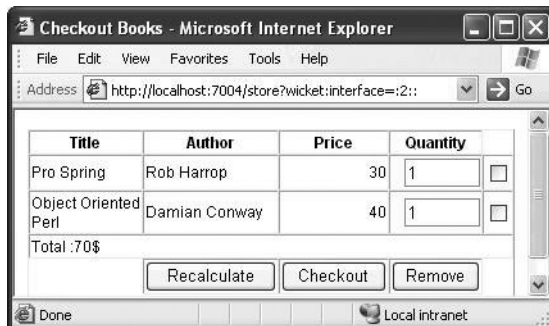 Checkout Books - Microsoft Internet Explorer
File Edit View Favorites Tools Help
Address http://localhost:7004/store?wicket:interface=:2:: Go
Title Author Price Quantity
Pro Spring Rob Harrop 30 1
Object Oriented Perl Damian Conway 40 1
Total :70$
Recalculate Checkout Remove
Done Local intranet